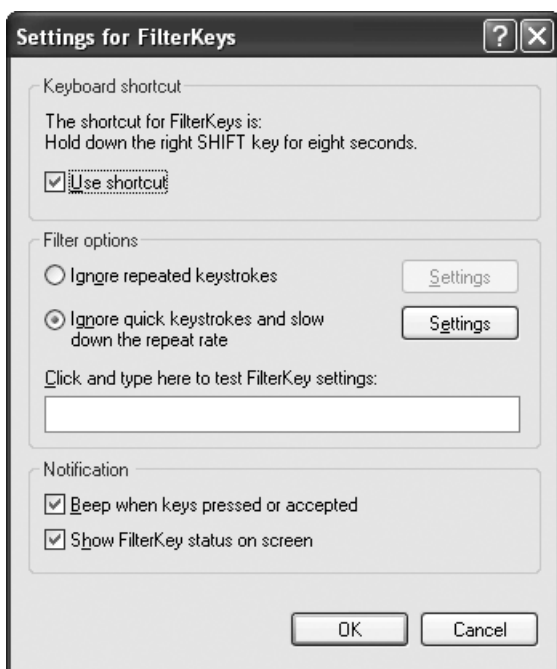 Settings for FilterKeys
Keyboard shortcut
The shortcut for FilterKeys is:
Hold down the right SHIFT key for eight seconds.
Use shortcut
Filter options
Ignore repeated keystrokes
Settings
Ignore quick keystrokes and slow
down the repeat rate
Settings
Click and type here to test FilterKey settings:
Notification
Beep when keys pressed or accepted
Show FilterKey status on screen
OK
Cancel